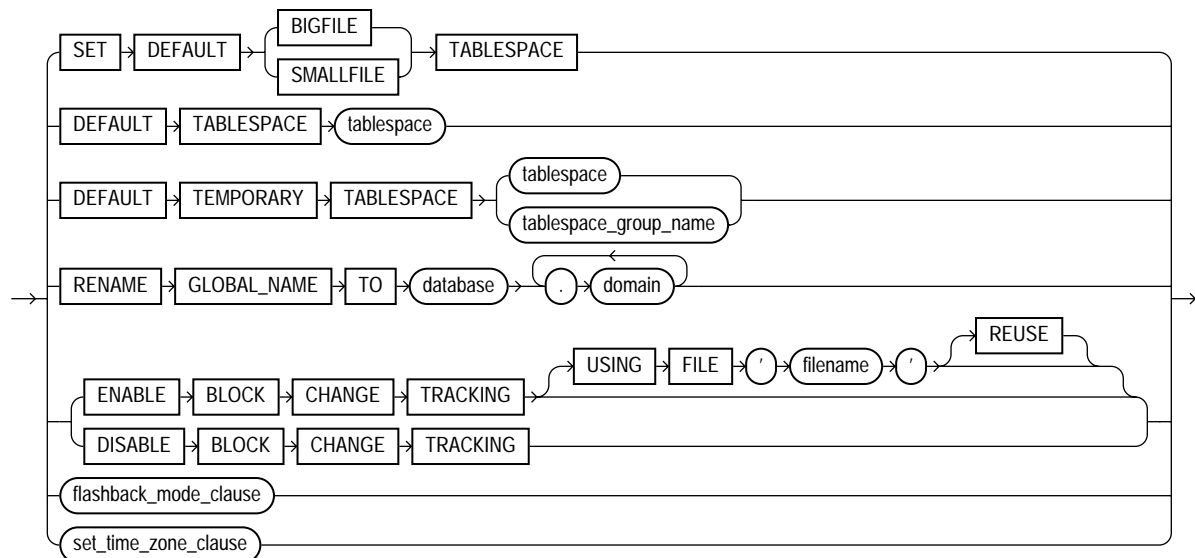 SET DEFAULT BIGFILE SMALLFILE TABLESPACE
DEFAULT TABLESPACE tablespace
DEFAULT TEMPORARY TABLESPACE tablespace tablespace_group_name
RENAME GLOBAL_NAME TO database . domain
ENABLE BLOCK CHANGE TRACKING USING FILE ' filename ' REUSE
DISABLE BLOCK CHANGE TRACKING
flashback_mode_clause
set_time_zone_clause